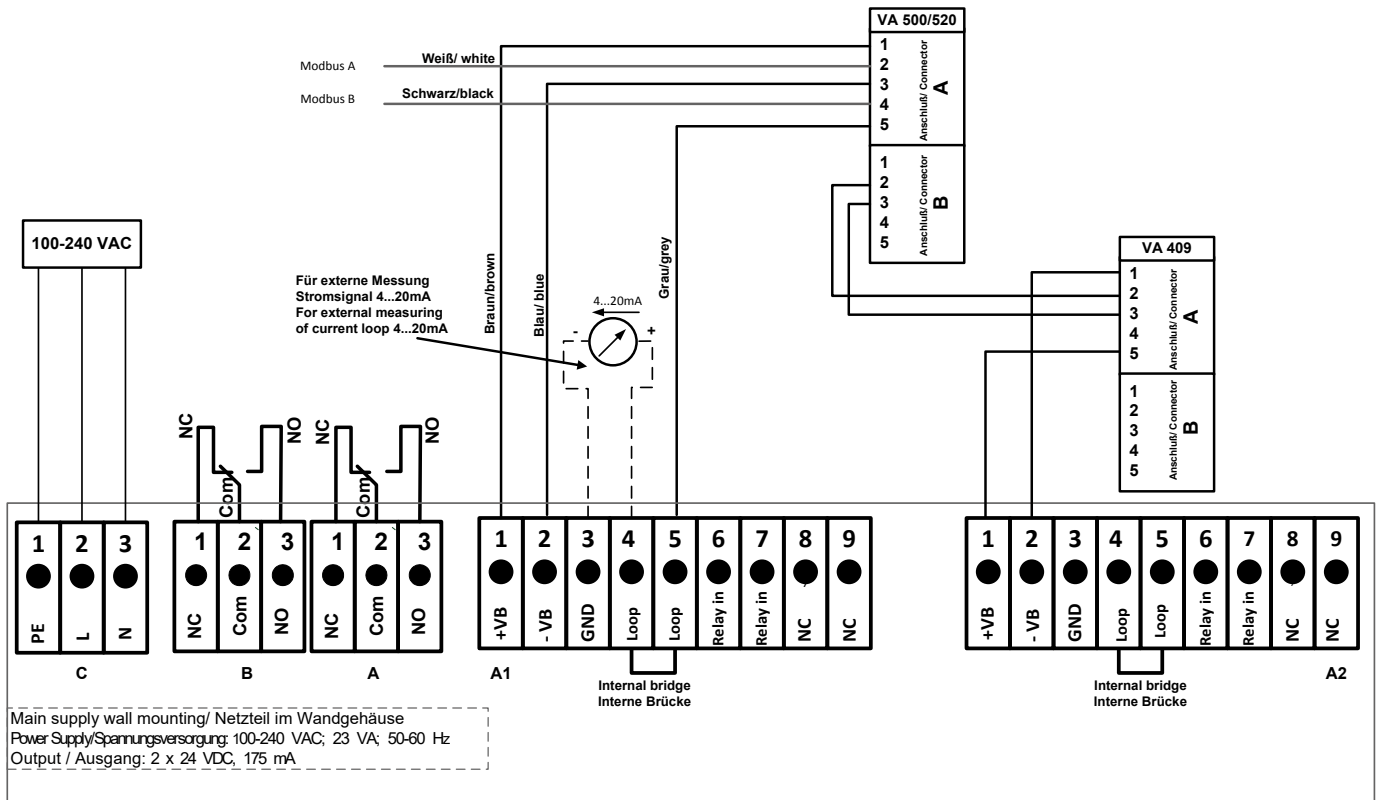 VA 500/520
1
2
3
4
5
Anschluß/ Connector
A
1
2
3
4
5
Anschluß/ Connector
B
Modbus A
Weiß/ white
Modbus B
Schwarz/black
100-240 VAC
Für externe Messung
Stromsignal 4...20mA
For external measuring
of current loop 4...20mA
Braun/brown
Blau/ blue
4...20mA
-
+
Grau/grey
VA 409
1
2
3
4
5
Anschluß/ Connector
A
1
2
3
4
5
Anschluß/ Connector
B
NC
Com
NO
NC
Com
NO
1 2 3
PE L N
C
1 2 3
NC Com NO
B
1 2 3
NC Com NO
A
1 2 3 4 5 6 7 8 9
+VB - VB GND Loop Loop Relay in Relay in NC NC
A1
Internal bridge
Interne Brücke
1 2 3 4 5 6 7 8 9
+VB - VB GND Loop Loop Relay in Relay in NC NC
A2
Internal bridge
Interne Brücke
Main supply wall mounting/ Netzteil im Wandgehäuse
Power Supply/Spannungsversorgung: 100-240 VAC; 23 VA; 50-60 Hz
Output / Ausgang: 2 x 24 VDC, 175 mA